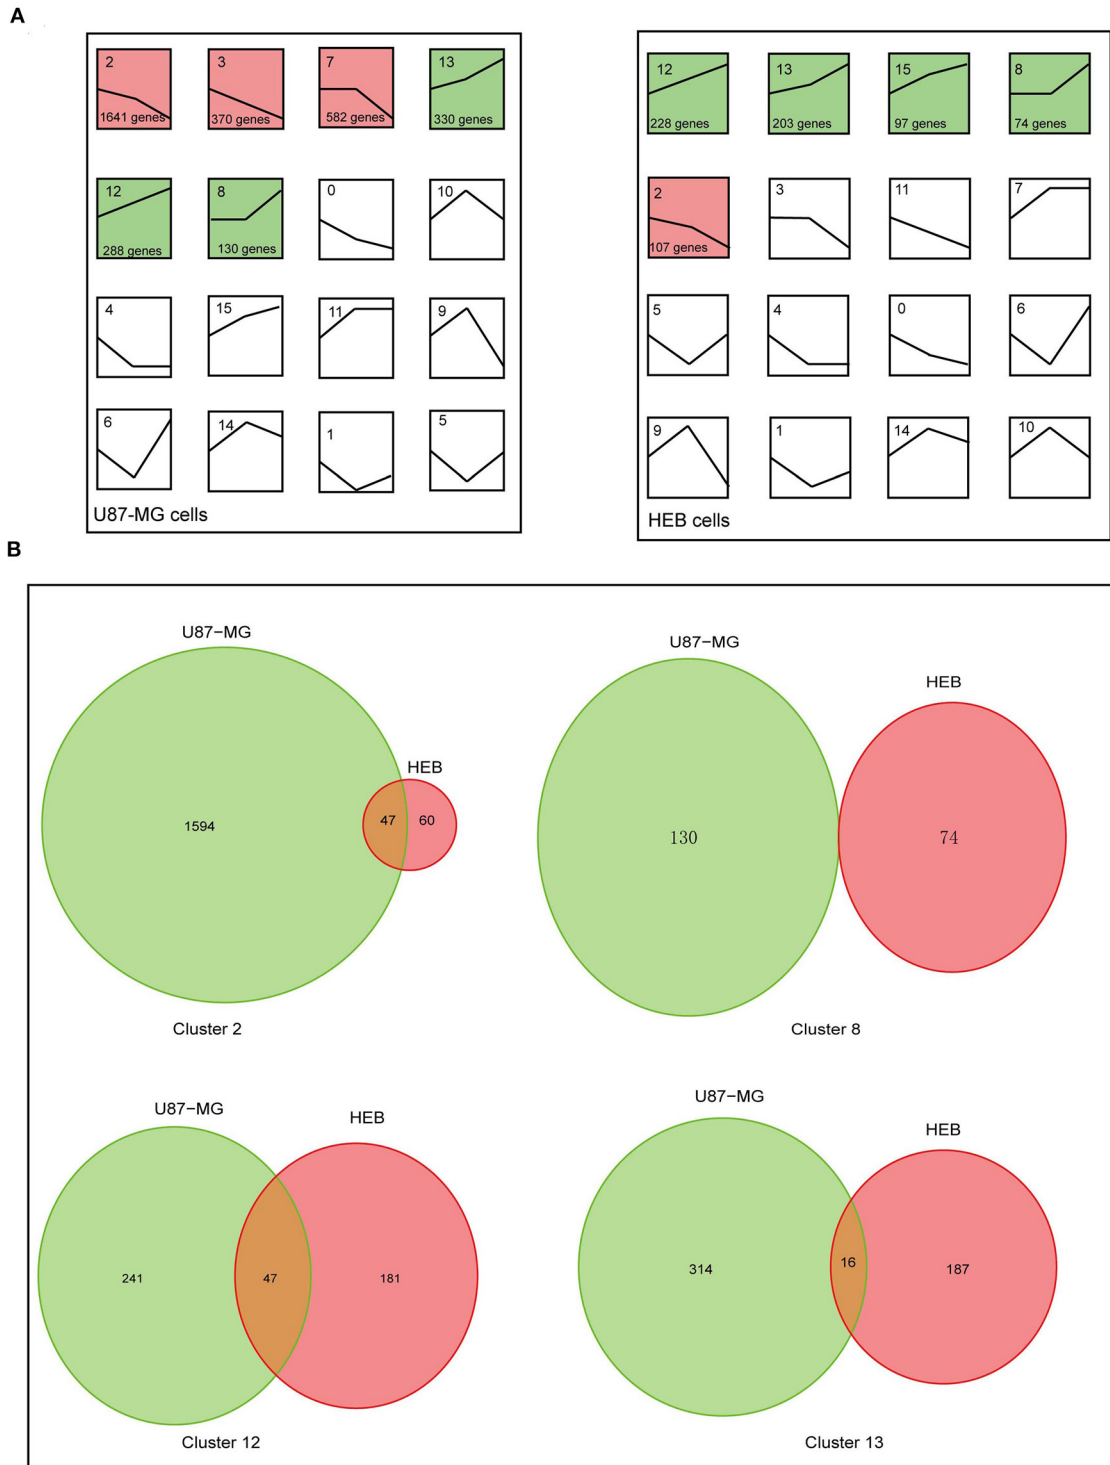 A
2
1641 genes
3
370 genes
7
582 genes
13
330 genes
12
288 genes
8
130 genes
0
10
4
15
11
9
6
14
1
5
U87-MG cells
12
228 genes
13
203 genes
15
97 genes
8
74 genes
2
107 genes
3
11
7
5
4
0
6
9
1
14
10
HEB cells
B
U87-MG
HEB
1594
47
60
Cluster 2
U87-MG
HEB
130
74
Cluster 8
U87-MG
HEB
241
47
181
Cluster 12
U87-MG
HEB
314
16
187
Cluster 13